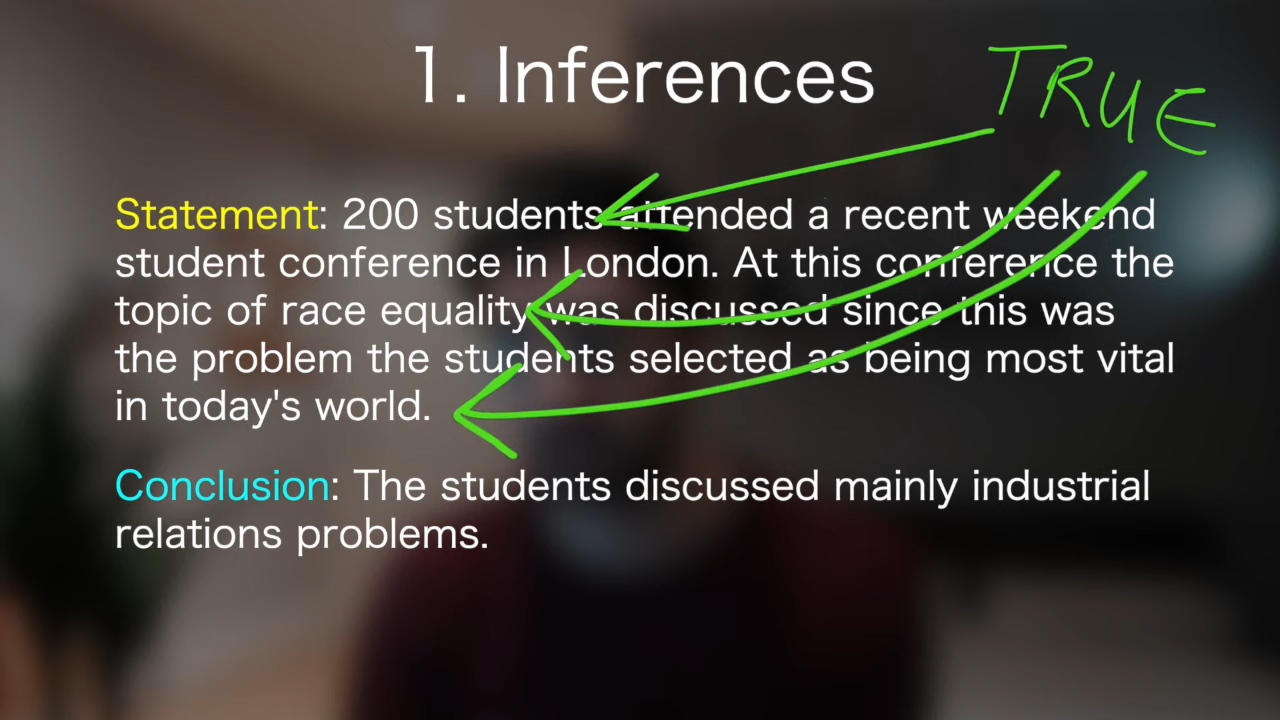 1. Inferences
TRUE
Statement: 200 students attended a recent weekend
student conference in London. At this conference the
topic of race equality was discussed since this was
the problem the students selected as being most vital
in today's world.
Conclusion: The students discussed mainly industrial
relations problems.